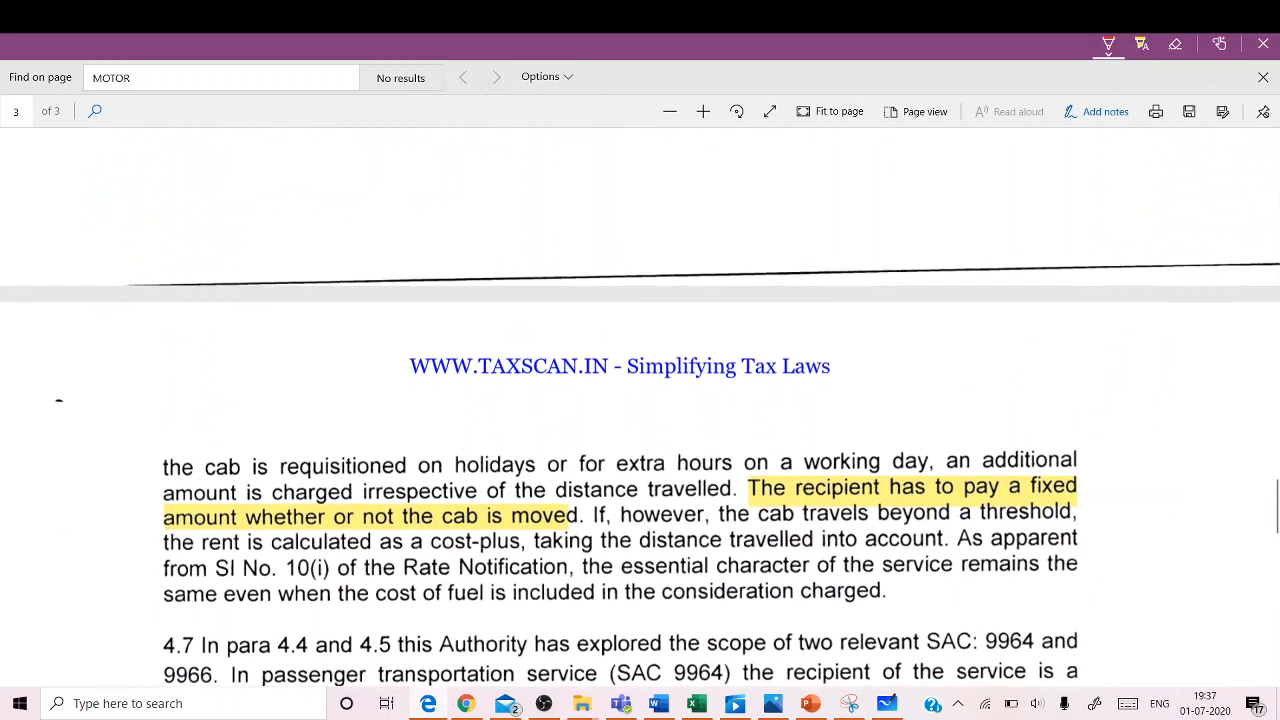 Find on page MOTOR No results Options
3 of 3 Fit to page Page view Read aloud Add notes
WWW.TAXSCAN.IN - Simplifying Tax Laws
the cab is requisitioned on holidays or for extra hours on a working day, an additional
amount is charged irrespective of the distance travelled. The recipient has to pay a fixed
amount whether or not the cab is moved. If, however, the cab travels beyond a threshold,
the rent is calculated as a cost-plus, taking the distance travelled into account. As apparent
from Sl No. 10(i) of the Rate Notification, the essential character of the service remains the
same even when the cost of fuel is included in the consideration charged.
4.7 In para 4.4 and 4.5 this Authority has explored the scope of two relevant SAC: 9964 and
9966. In passenger transportation service (SAC 9964) the recipient of the service is a
Type here to search ENG 19:37
01-07-2020